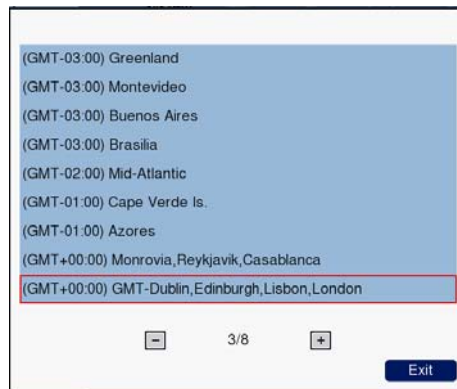 (GMT-03:00) Greenland
(GMT-03:00) Montevideo
(GMT-03:00) Buenos Aires
(GMT-03:00) Brasilia
(GMT-02:00) Mid-Atlantic
(GMT-01:00) Cape Verde Is.
(GMT-01:00) Azores
(GMT+00:00) Monrovia,Reykjavik,Casablanca
(GMT+00:00) GMT-Dublin,Edinburgh,Lisbon,London
− 3/8 +
Exit